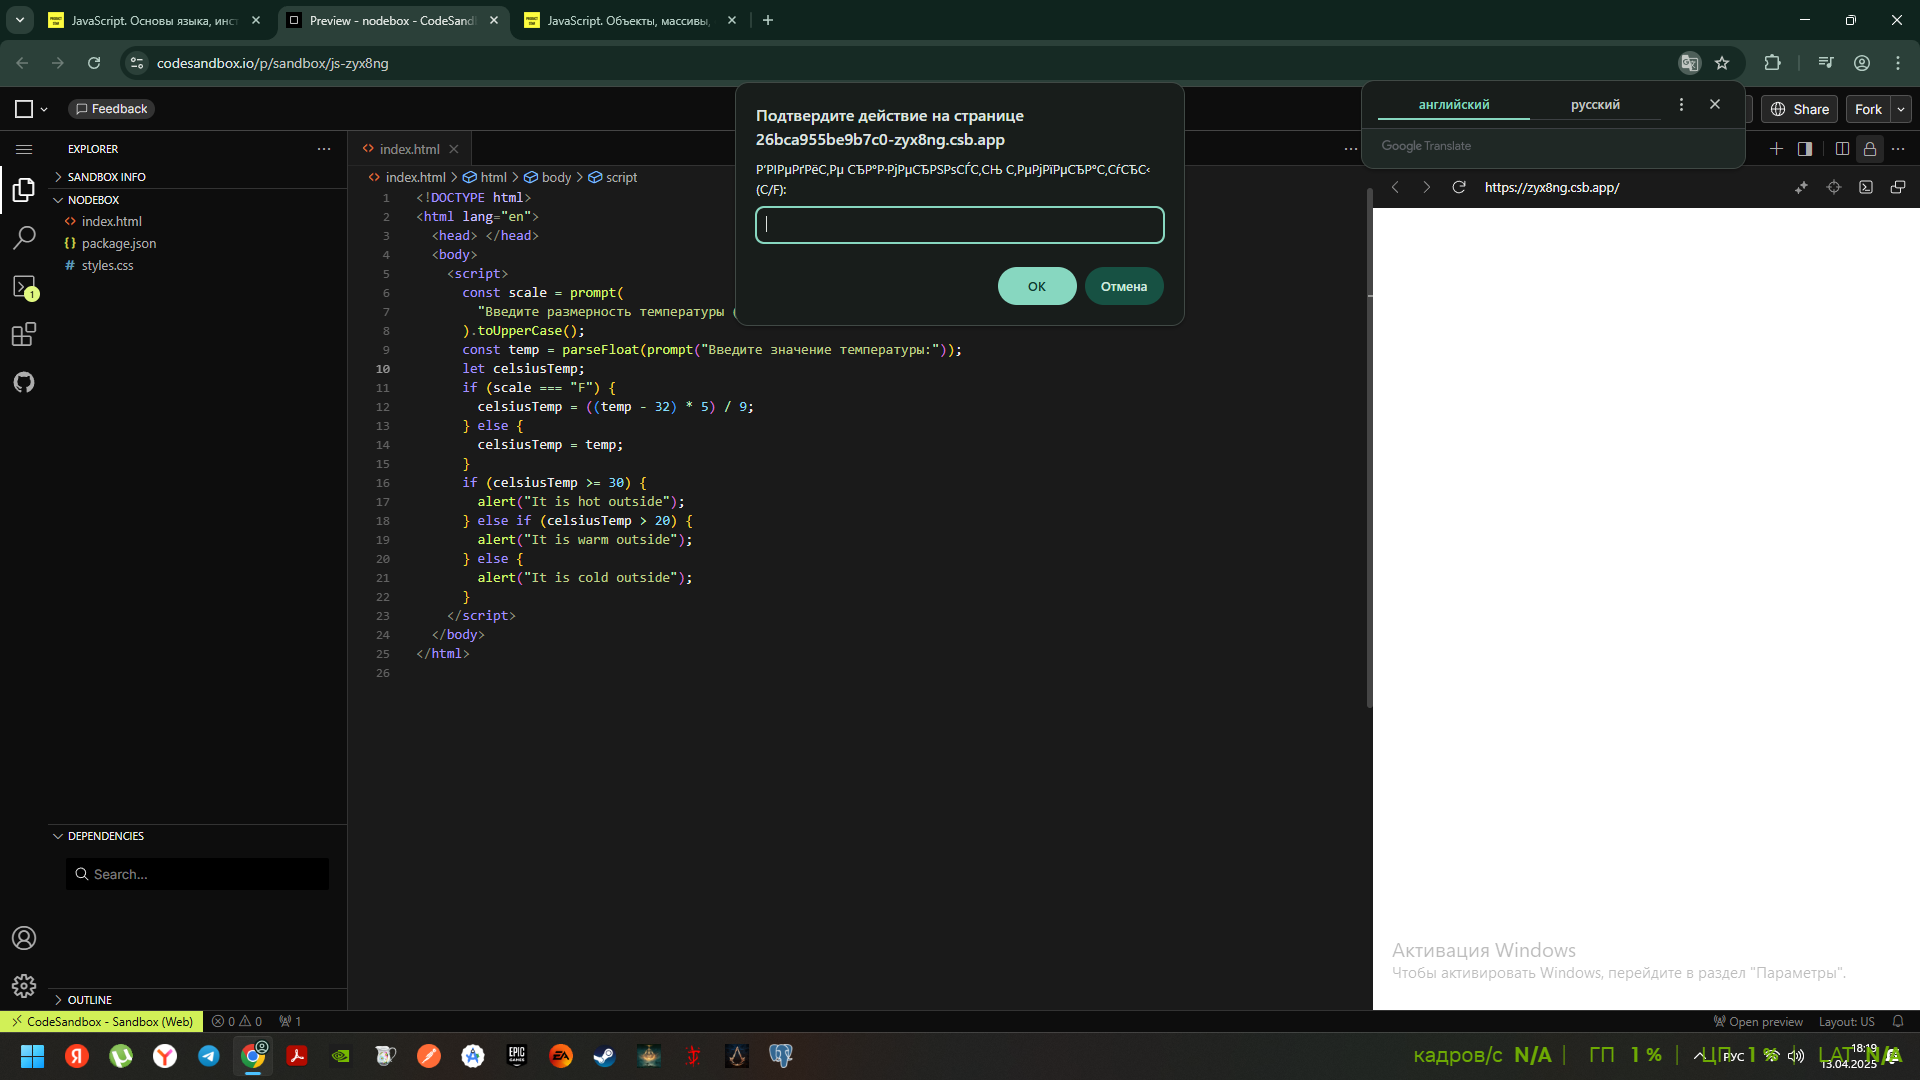 JavaScript. Основы языка, инст
Preview - nodebox - CodeSand
JavaScript. Объекты, массивы,
codesandbox.io/p/sandbox/js-zyx8ng
Feedback
Share
Fork
английский
русский
Google Translate
Подтвердите действие на странице
26bca955be9b7c0-zyx8ng.csb.app
(C/F):
OK
Отмена
EXPLORER
SANDBOX INFO
NODEBOX
index.html
package.json
styles.css
index.html
index.html > html > body > script
https://zyx8ng.csb.app/
1 <!DOCTYPE html>
2 <html lang="en">
3 <head> </head>
4 <body>
5 <script>
6 const scale = prompt(
7 "Введите размерность температуры (
8 ).toUpperCase();
9 const temp = parseFloat(prompt("Введите значение температуры:"));
10 let celsiusTemp;
11 if (scale === "F") {
12 celsiusTemp = ((temp - 32) * 5) / 9;
13 } else {
14 celsiusTemp = temp;
15 }
16 if (celsiusTemp >= 30) {
17 alert("It is hot outside");
18 } else if (celsiusTemp > 20) {
19 alert("It is warm outside");
20 } else {
21 alert("It is cold outside");
22 }
23 </script>
24 </body>
25 </html>
26
1
DEPENDENCIES
Search...
OUTLINE
Активация Windows
Чтобы активировать Windows, перейдите в раздел "Параметры".
CodeSandbox - Sandbox (Web)
0 0
1
Open preview
Layout: US
EPIC GAMES
EA
кадров/с N/A
ГП 1 %
ЦП 1 %
LAT N/A
РУС
18:19
13.04.2025